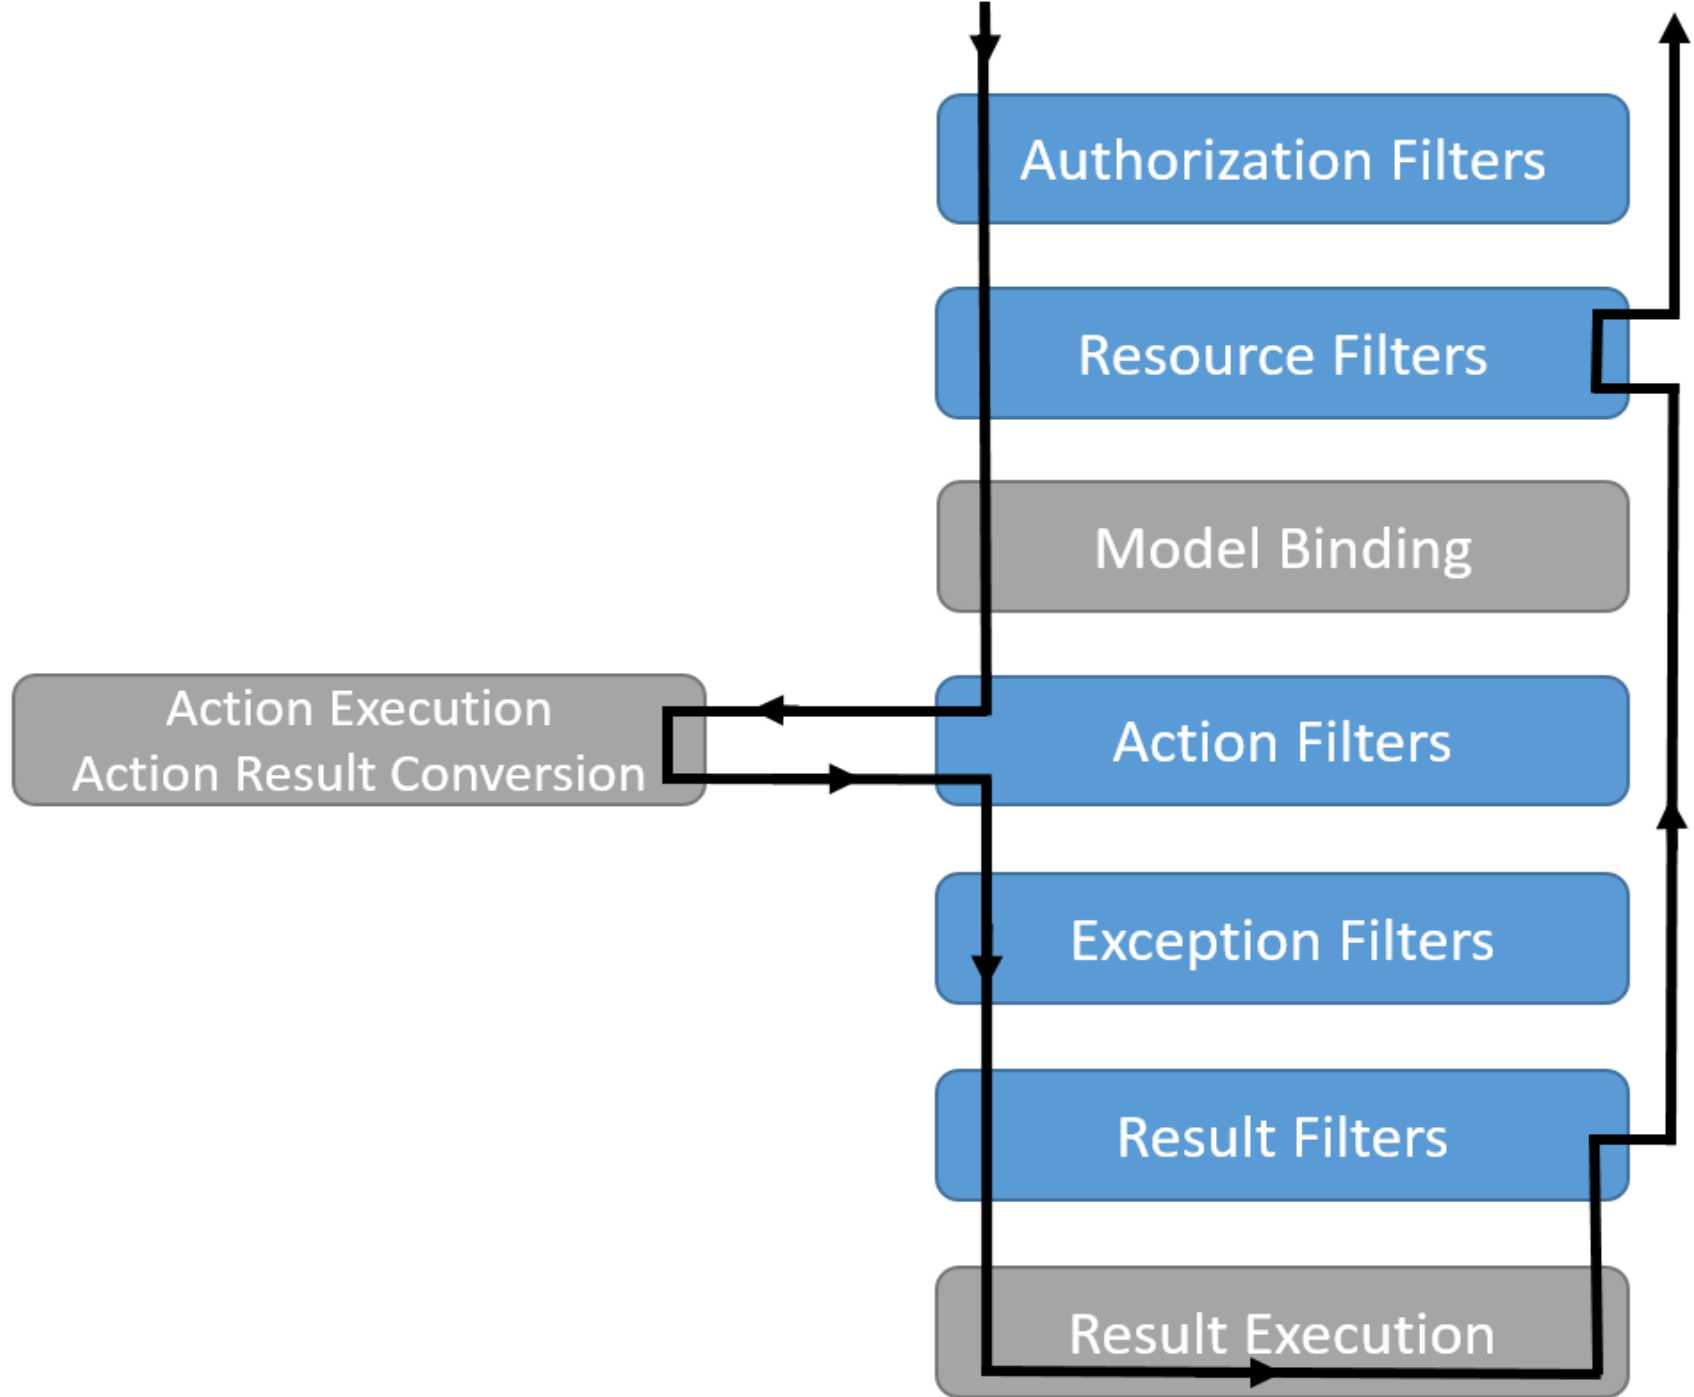 Authorization Filters
Resource Filters
Model Binding
Action Execution
Action Result Conversion
Action Filters
Exception Filters
Result Filters
Result Execution